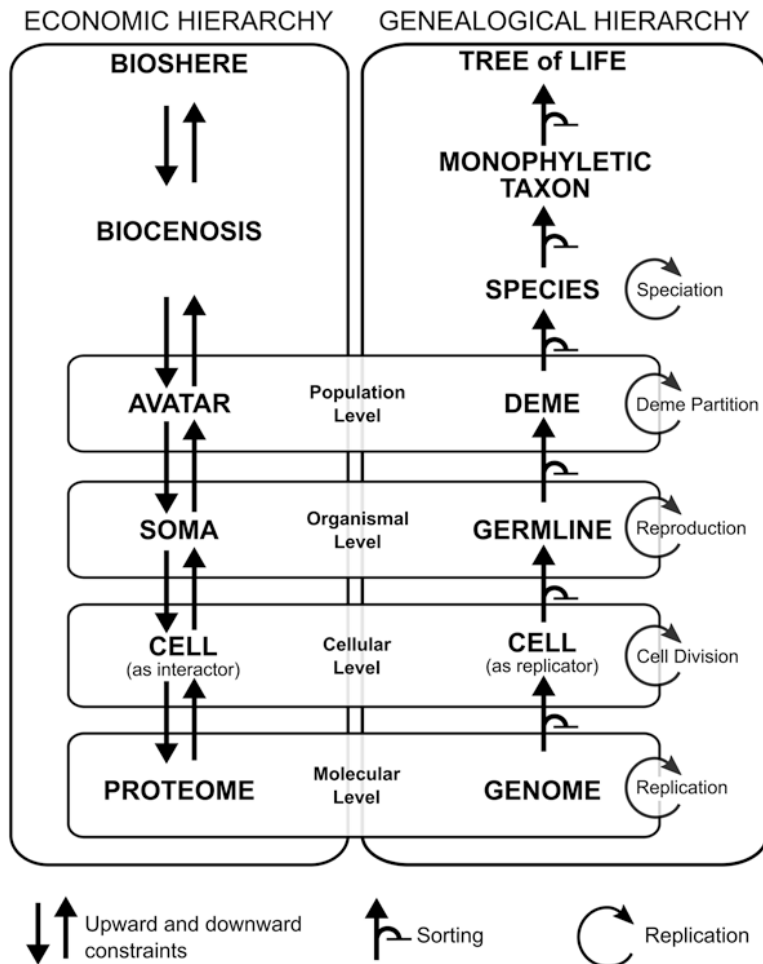 ECONOMIC HIERARCHY
GENEALOGICAL HIERARCHY
BIOSHERE
TREE of LIFE
MONOPHYLETIC
TAXON
BIOCENOSIS
SPECIES
Speciation
AVATAR
Population
Level
DEME
Deme Partition
SOMA
Organismal
Level
GERMLINE
Reproduction
CELL
(as interactor)
Cellular
Level
CELL
(as replicator)
Cell Division
PROTEOME
Molecular
Level
GENOME
Replication
Upward and downward
constraints
Sorting
Replication